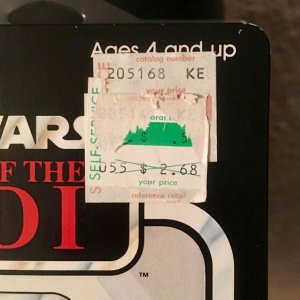 Ages 4 and up
catalog number
205168 KE
your price
SELF-SERVICE
WARS
OF THE
DI
$ 2.68
your price
reference retail
TM